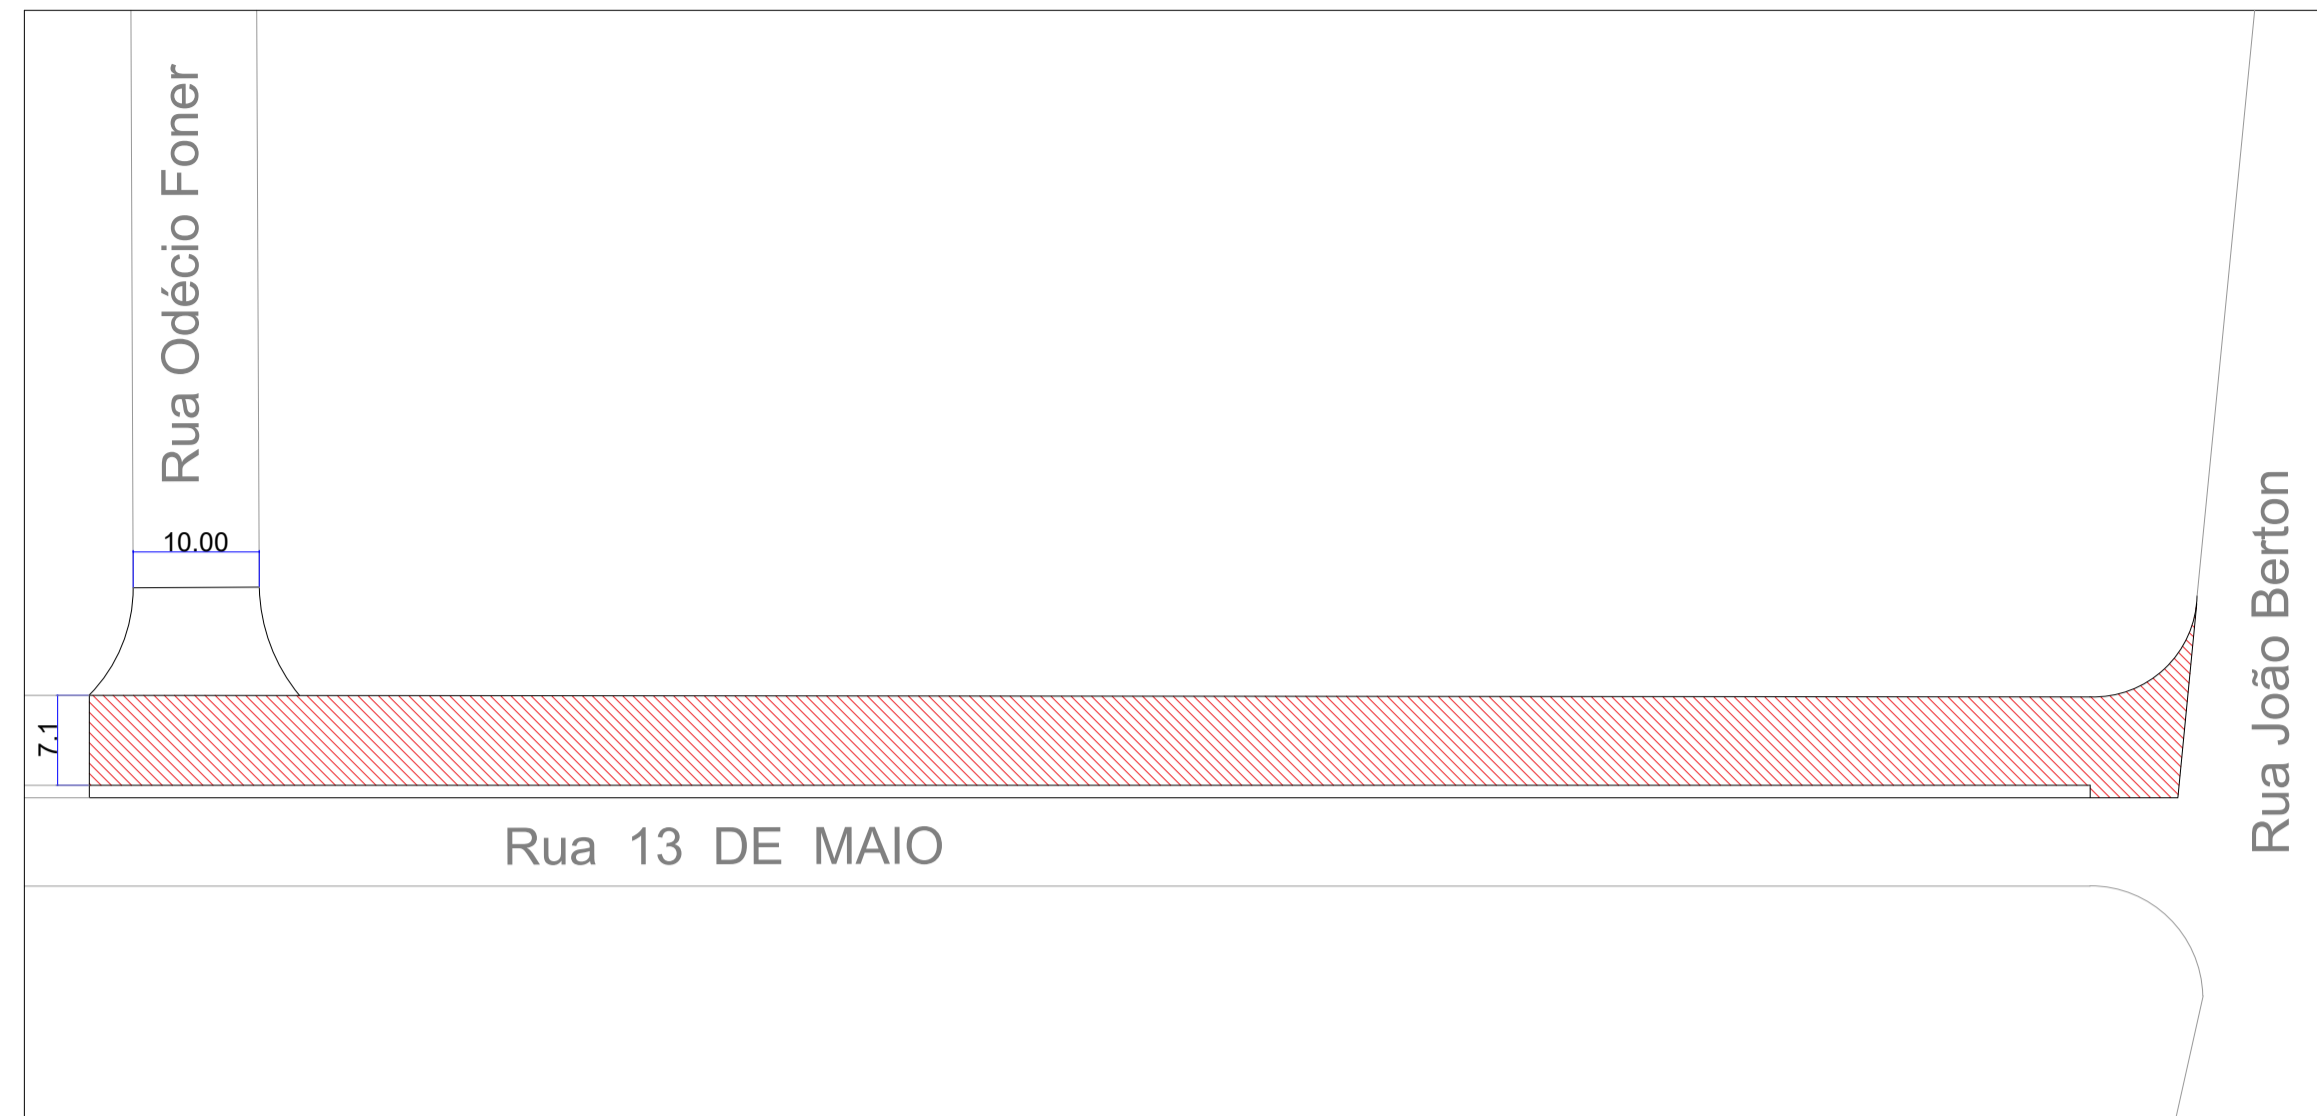 Rua Odécio Foner
10.00
7.1
Rua 13 DE MAIO
Rua João Berton